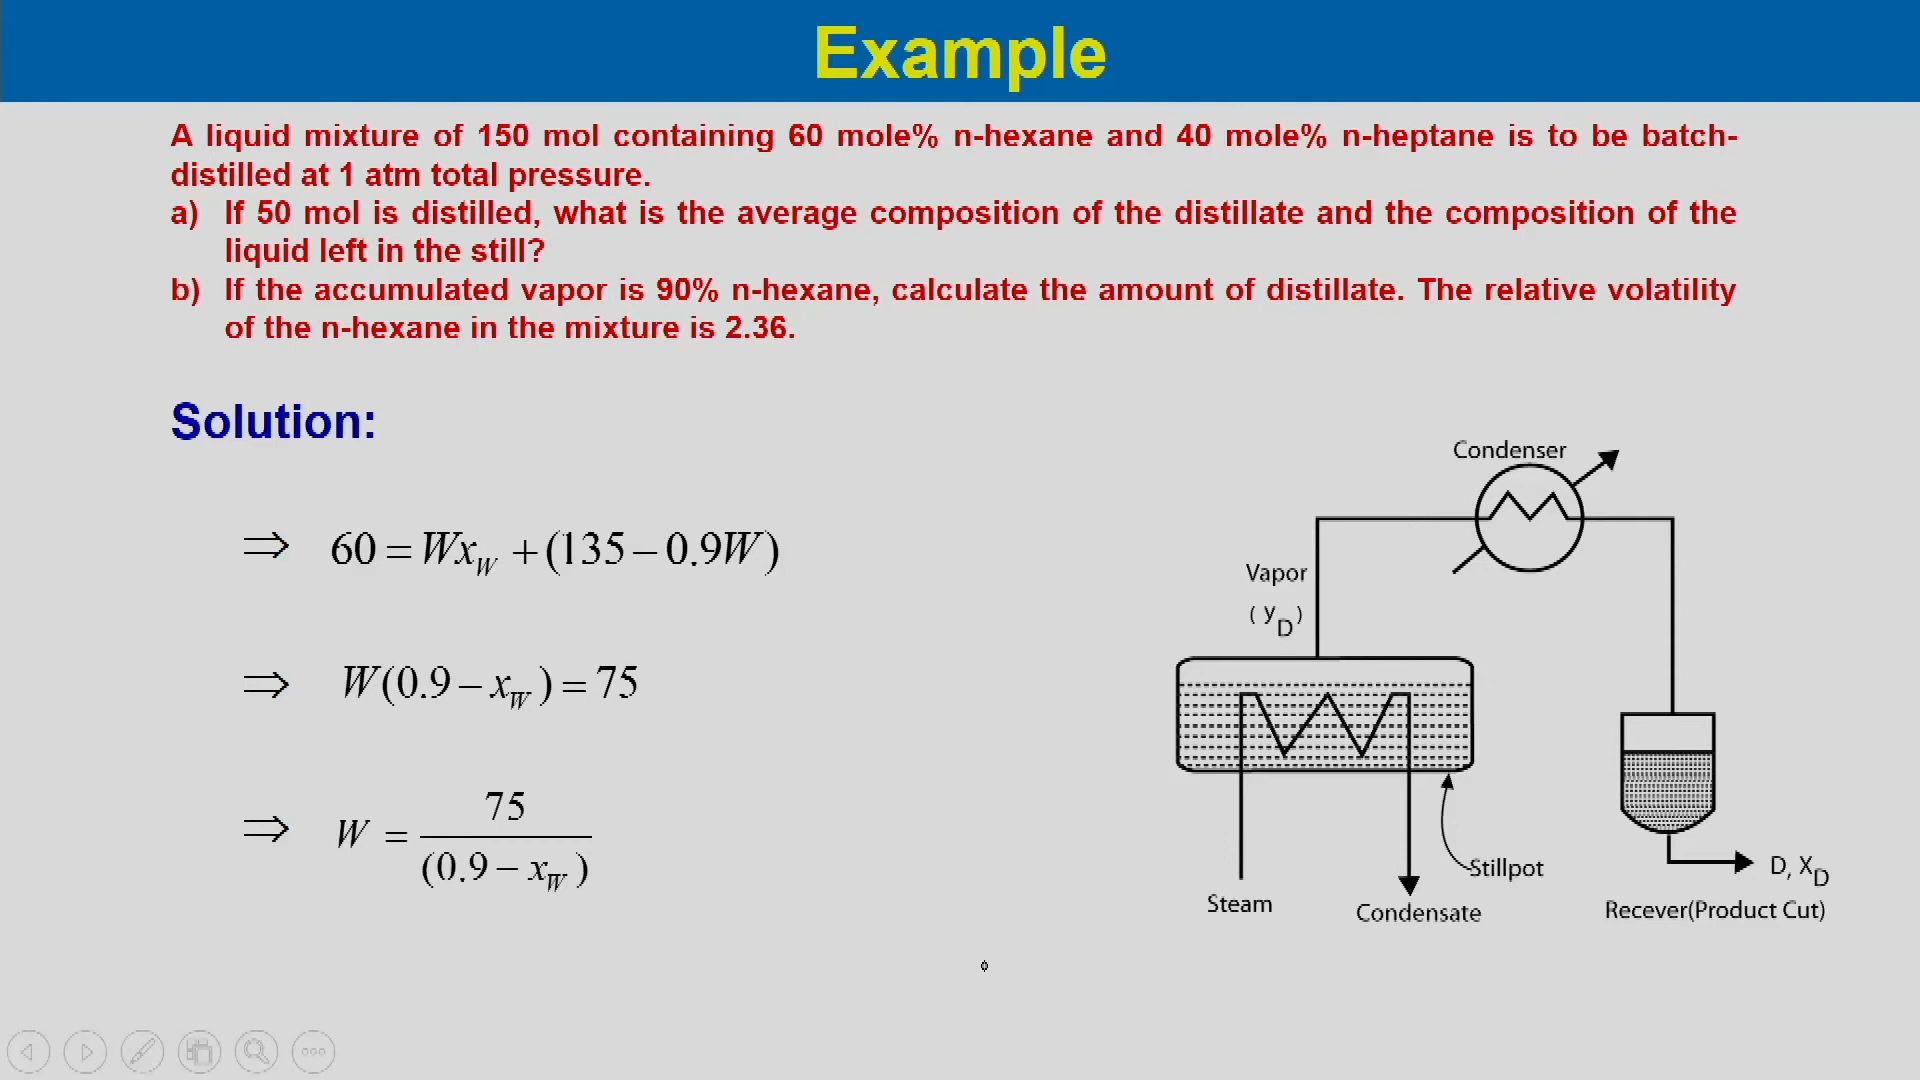 Example
A liquid mixture of 150 mol containing 60 mole% n-hexane and 40 mole% n-heptane is to be batch-
distilled at 1 atm total pressure.
a) If 50 mol is distilled, what is the average composition of the distillate and the composition of the
liquid left in the still?
b) If the accumulated vapor is 90% n-hexane, calculate the amount of distillate. The relative volatility
of the n-hexane in the mixture is 2.36.
Solution:
⇒ 60 = Wx_W + (135 − 0.9W)
⇒ W(0.9 − x_W) = 75
⇒ W = 75 / (0.9 − x_W)
Condenser
Vapor
(y_D)
Stillpot
Steam
Condensate
D, X_D
Recever(Product Cut)